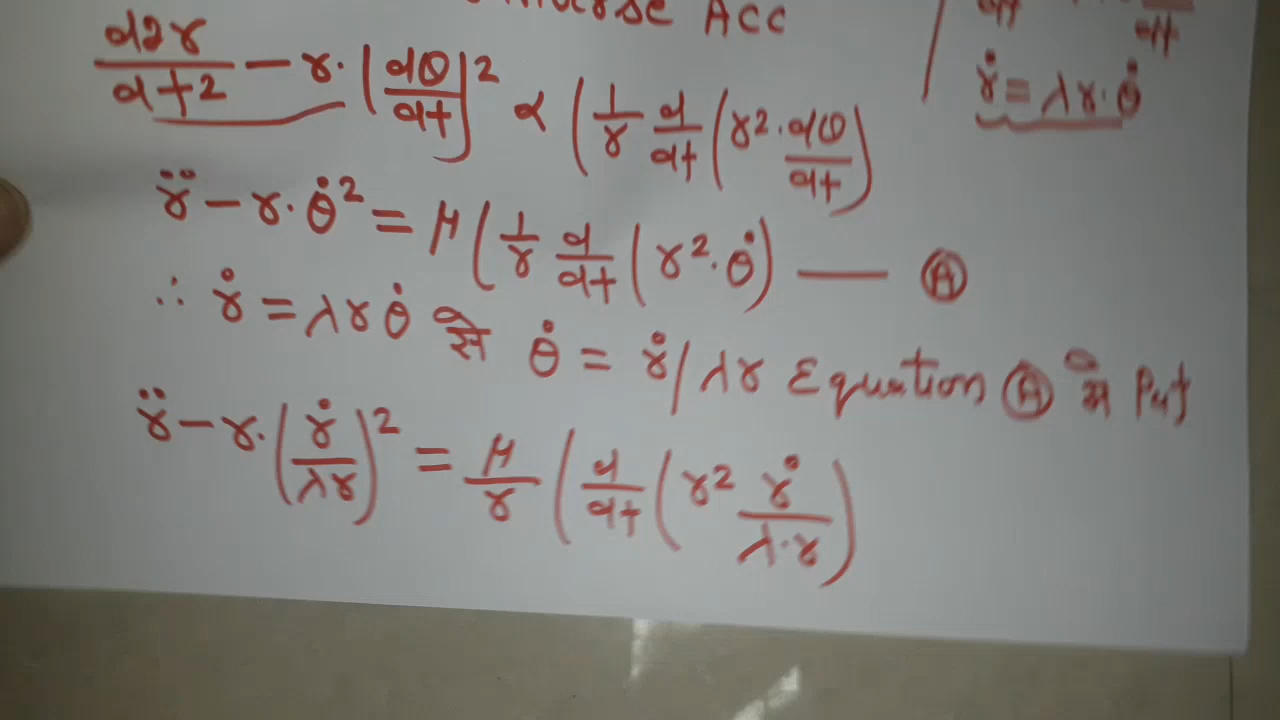 Acc
d2r/dt2 - r.(dθ/dt)² ∝ (1/r d/dt (r². dθ/dt)
ṙ = λr.θ̇
r̈ - r.θ̇² = μ(1/r d/dt (r².θ̇) — Ⓐ
∴ ṙ = λrθ̇ से θ̇ = ṙ/λr Equation Ⓐ में Put
r̈ - r.(ṙ/λr)² = μ/r (d/dt (r² ṙ/λ.r)